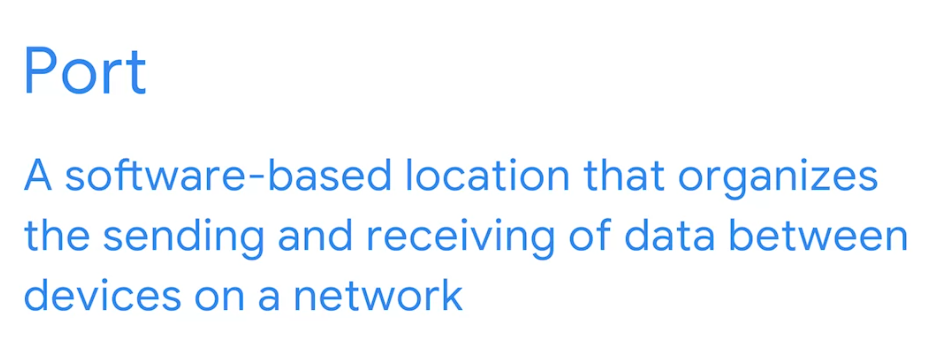 Port
A software-based location that organizes
the sending and receiving of data between
devices on a network